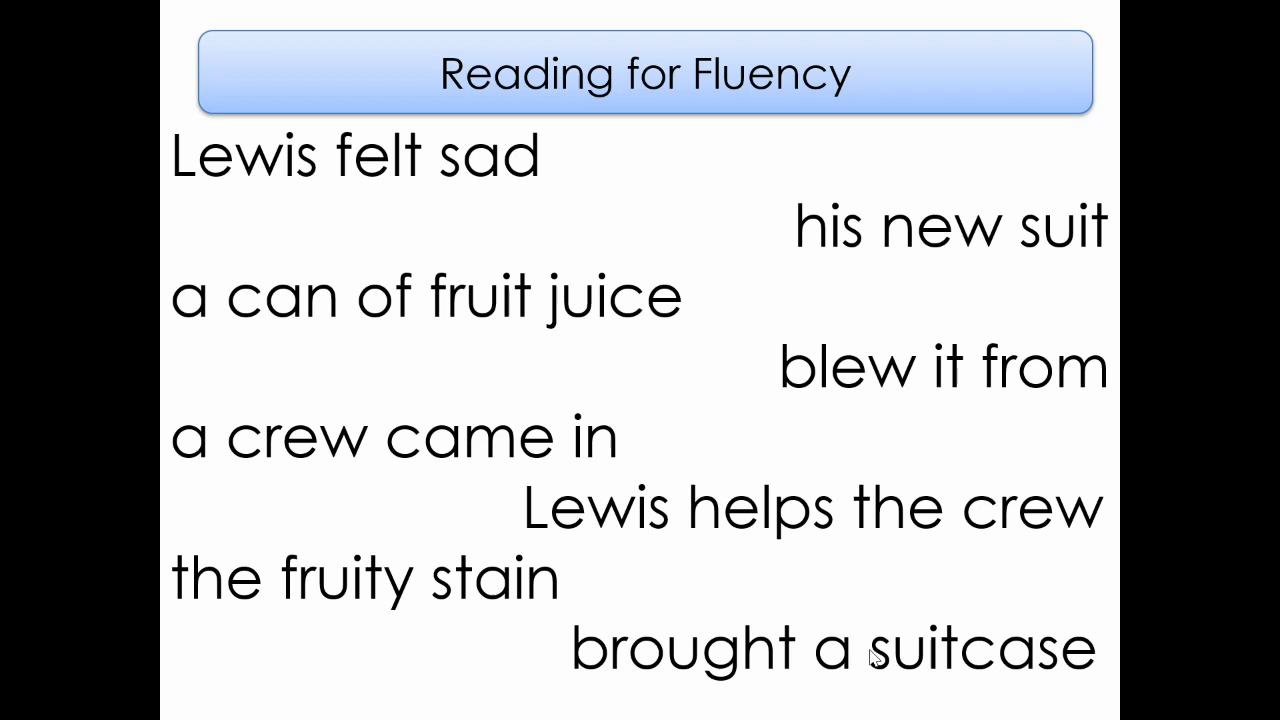 Reading for Fluency
Lewis felt sad
his new suit
a can of fruit juice
blew it from
a crew came in
Lewis helps the crew
the fruity stain
brought a suitcase